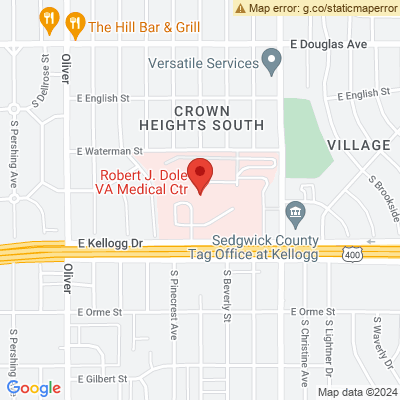 Map error: g.co/staticmaperror
The Hill Bar & Grill
E Douglas Ave
Oliver
S Dellrose St
Versatile Services
E English St
E English St
CROWN
HEIGHTS SOUTH
S Pershing Ave
E Waterman St
VILLAGE
Robert J. Dole
VA Medical Ctr
S Brookside
E Kellogg Dr
Sedgwick County
Tag Office at Kellogg
400
Oliver
S Pinecrest Ave
S Beverly St
E Orme St
E Orme St
S Pershing
S Christine Ave
S Lightner Dr
S Waverly Dr
E Gilbert St
Google
Map data ©2024